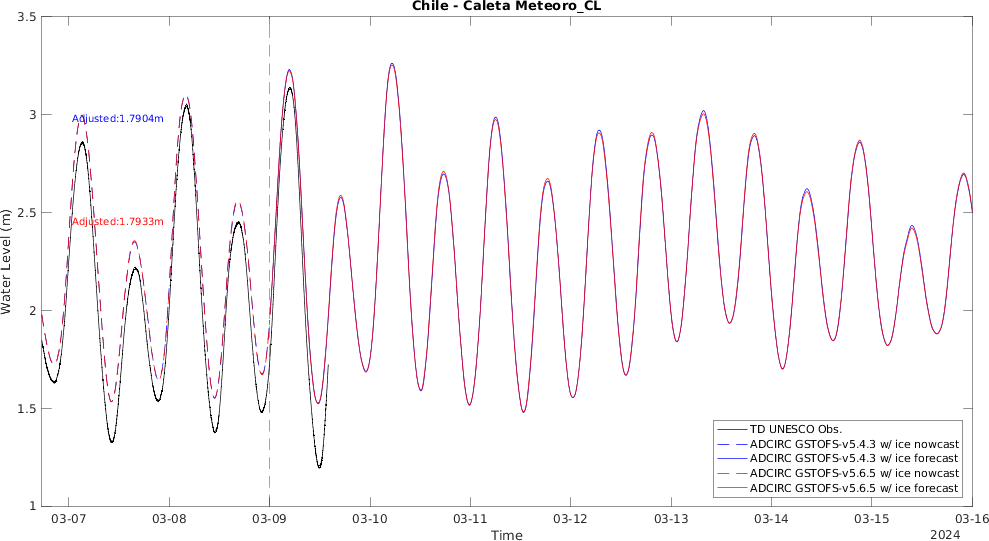 Chile - Caleta Meteoro_CL
3.5
3
2.5
2
1.5
1
Water Level (m)
Adjusted:1.7904m
Adjusted:1.7933m
TD UNESCO Obs.
ADCIRC GSTOFS-v5.4.3 w/ ice nowcast
ADCIRC GSTOFS-v5.4.3 w/ ice forecast
ADCIRC GSTOFS-v5.6.5 w/ ice nowcast
ADCIRC GSTOFS-v5.6.5 w/ ice forecast
03-07 03-08 03-09 03-10 03-11 03-12 03-13 03-14 03-15 03-16
Time
2024